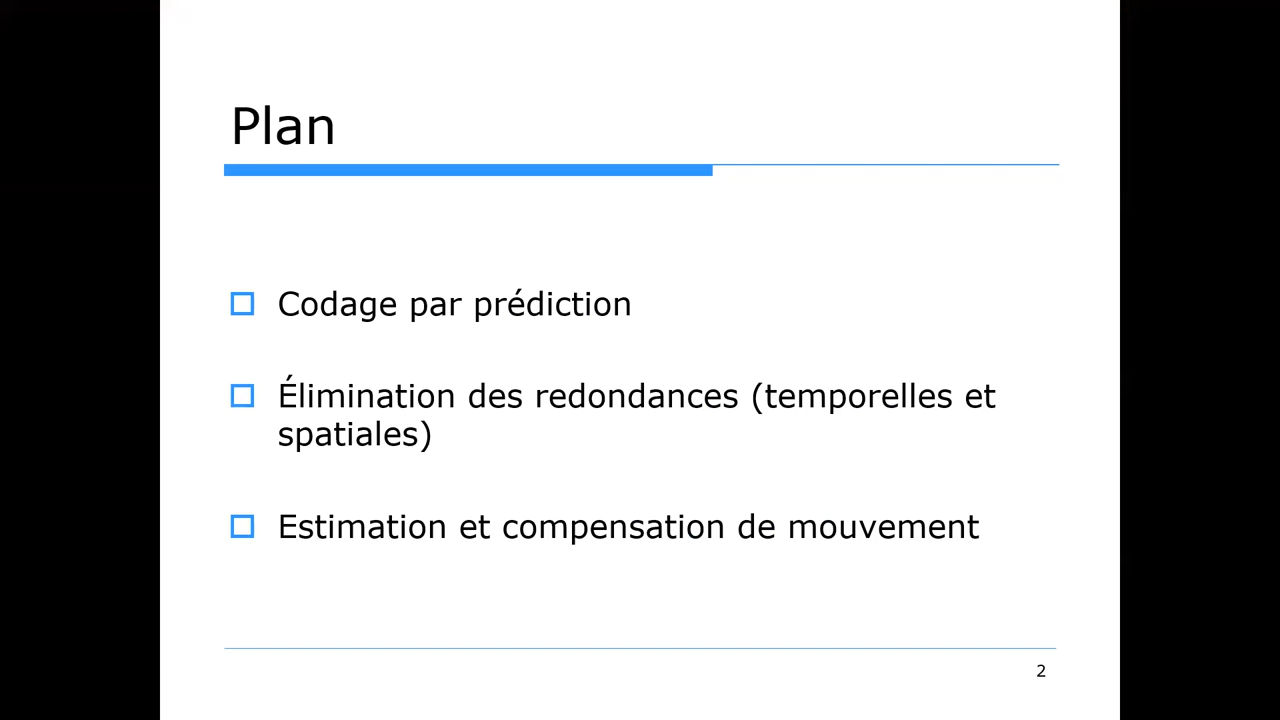 Plan
Codage par prédiction
Élimination des redondances (temporelles et
spatiales)
Estimation et compensation de mouvement
2